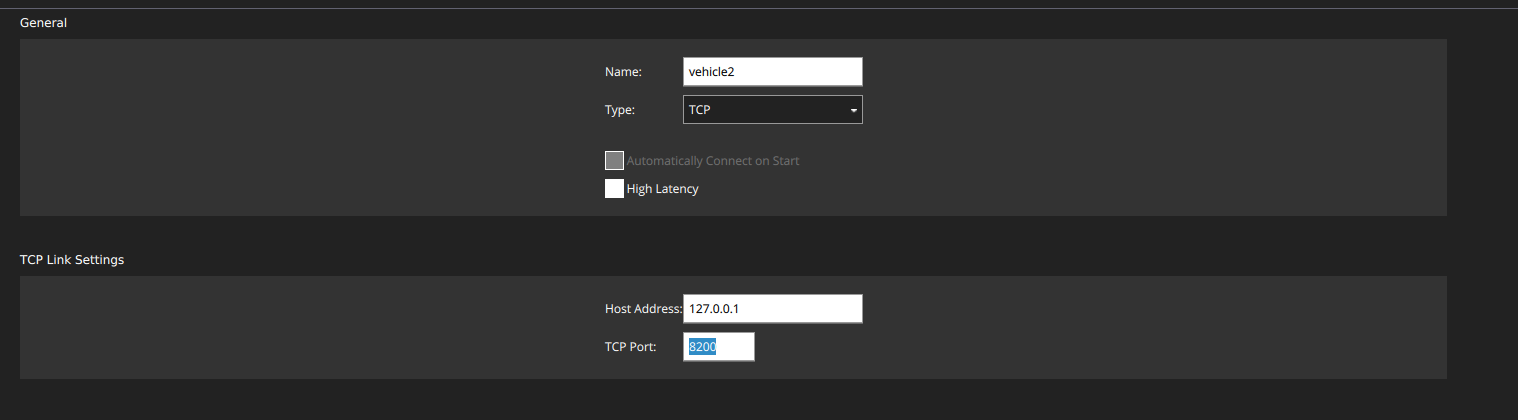 General
Name: vehicle2
Type: TCP
Automatically Connect on Start
High Latency
TCP Link Settings
Host Address: 127.0.0.1
TCP Port: 8200